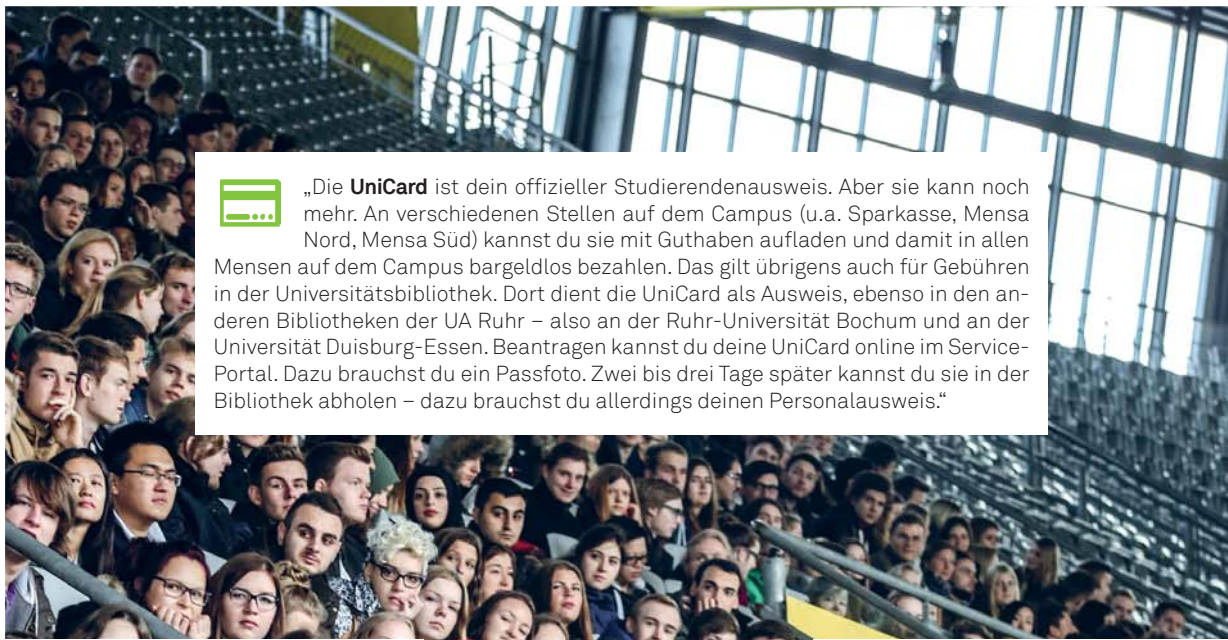 „Die UniCard ist dein offizieller Studierendenausweis. Aber sie kann noch
mehr. An verschiedenen Stellen auf dem Campus (u.a. Sparkasse, Mensa
Nord, Mensa Süd) kannst du sie mit Guthaben aufladen und damit in allen
Mensen auf dem Campus bargeldlos bezahlen. Das gilt übrigens auch für Gebühren
in der Universitätsbibliothek. Dort dient die UniCard als Ausweis, ebenso in den an-
deren Bibliotheken der UA Ruhr – also an der Ruhr-Universität Bochum und an der
Universität Duisburg-Essen. Beantragen kannst du deine UniCard online im Service-
Portal. Dazu brauchst du ein Passfoto. Zwei bis drei Tage später kannst du sie in der
Bibliothek abholen – dazu brauchst du allerdings deinen Personalausweis.“